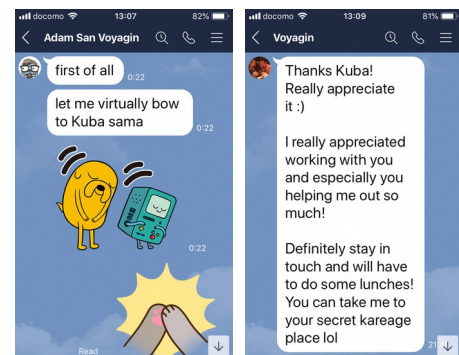 docomo 13:07 82%
Adam San Voyagin
first of all
0:22
let me virtually bow
to Kuba sama
0:22
0:22
Read
docomo 13:09 81%
Voyagin
Thanks Kuba!
Really appreciate
it :)
I really appreciated
working with you
and especially you
helping me out so
much!
Definitely stay in
touch and will have
to do some lunches!
You can take me to
your secret kareage
place lol